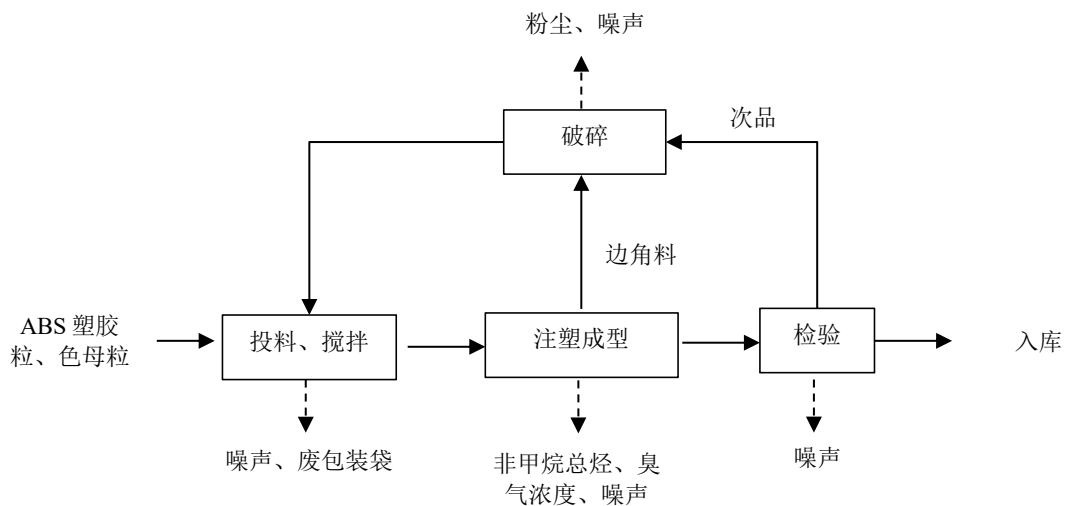 粉尘、噪声
破碎
次品
边角料
ABS 塑胶
粒、色母粒
投料、搅拌
注塑成型
检验
入库
噪声、废包装袋
非甲烷总烃、臭
气浓度、噪声
噪声